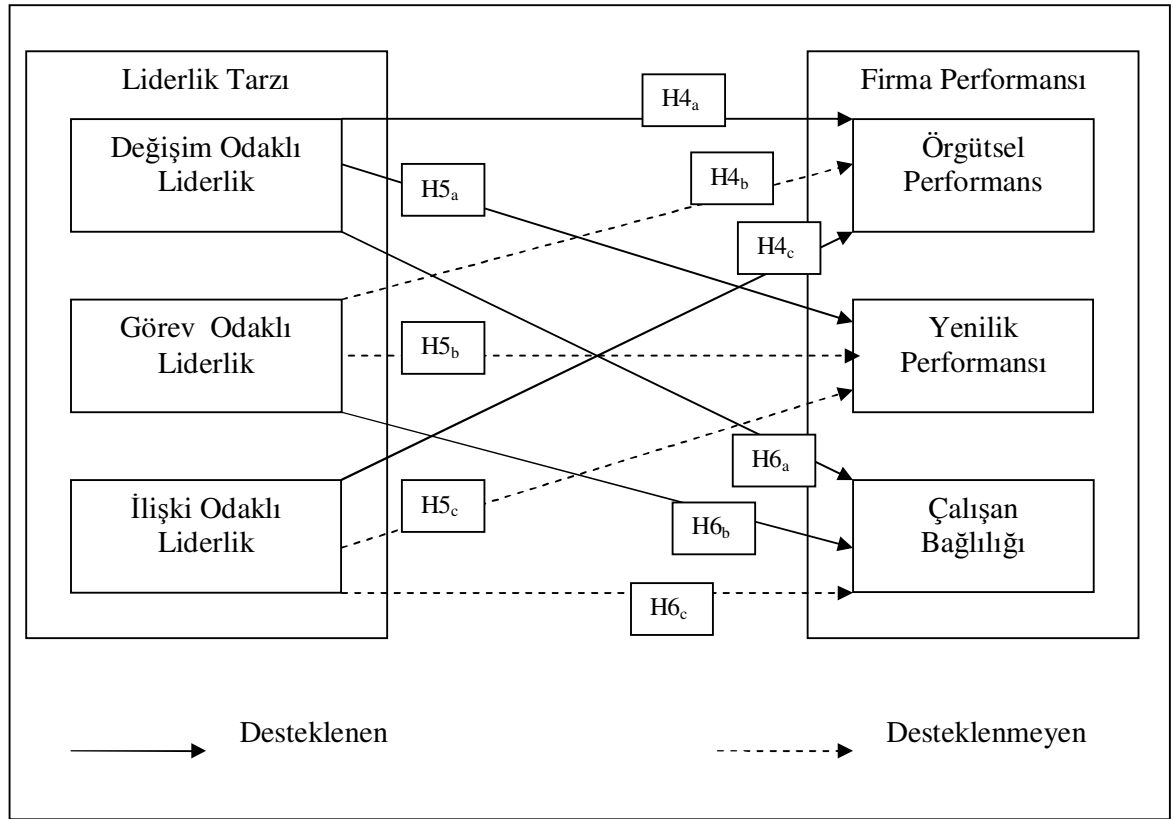 Liderlik Tarzı
Firma Performansı
H4a
Değişim Odaklı
Liderlik
Örgütsel
Performans
H5a
H4b
H4c
Görev Odaklı
Liderlik
H5b
Yenilik
Performansı
H6a
İlişki Odaklı
Liderlik
H5c
H6b
Çalışan
Bağlılığı
H6c
Desteklenen
Desteklenmeyen